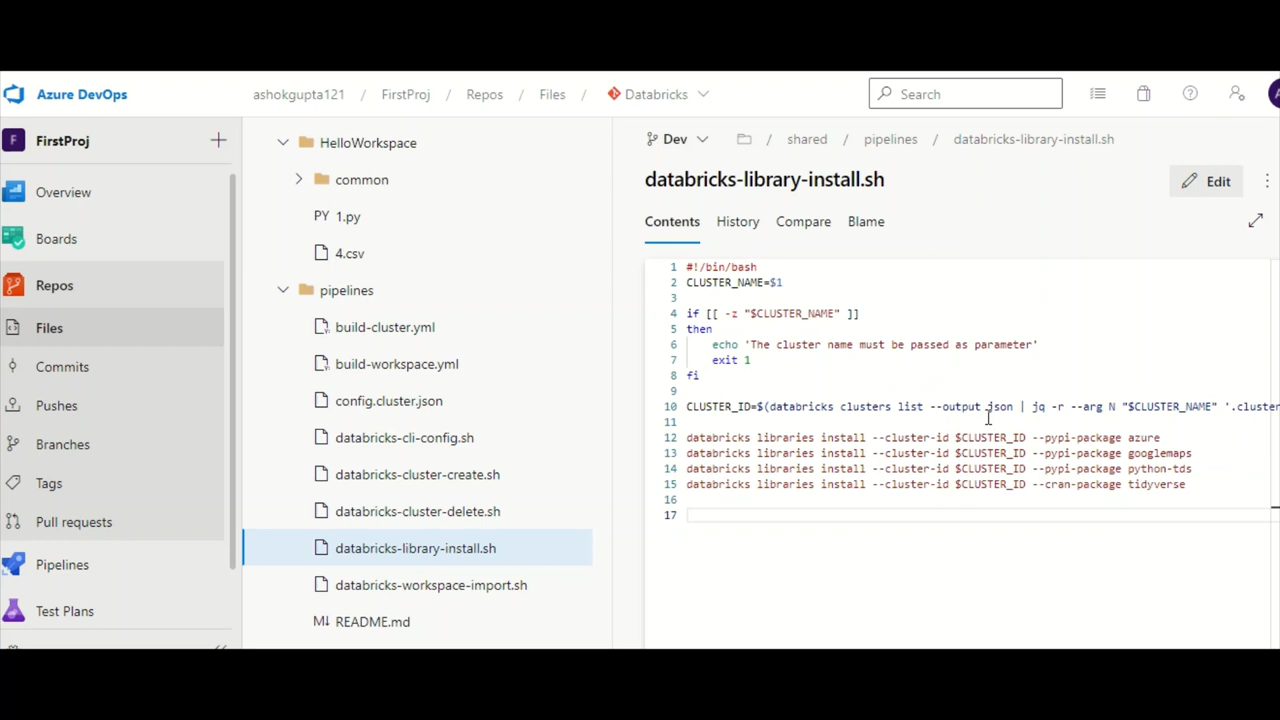 Azure DevOps
ashokgupta121 / FirstProj / Repos / Files / Databricks
Search
F FirstProj
Overview
Boards
Repos
Files
Commits
Pushes
Branches
Tags
Pull requests
Pipelines
Test Plans
HelloWorkspace
common
PY 1.py
4.csv
pipelines
build-cluster.yml
build-workspace.yml
config.cluster.json
databricks-cli-config.sh
databricks-cluster-create.sh
databricks-cluster-delete.sh
databricks-library-install.sh
databricks-workspace-import.sh
M README.md
Dev / shared / pipelines / databricks-library-install.sh
databricks-library-install.sh
Edit
Contents History Compare Blame
1 #!/bin/bash
2 CLUSTER_NAME=$1
3
4 if [[ -z "$CLUSTER_NAME" ]]
5 then
6 echo 'The cluster name must be passed as parameter'
7 exit 1
8 fi
9
10 CLUSTER_ID=$(databricks clusters list --output json | jq -r --arg N "$CLUSTER_NAME" '.cluster
11
12 databricks libraries install --cluster-id $CLUSTER_ID --pypi-package azure
13 databricks libraries install --cluster-id $CLUSTER_ID --pypi-package googlemaps
14 databricks libraries install --cluster-id $CLUSTER_ID --pypi-package python-tds
15 databricks libraries install --cluster-id $CLUSTER_ID --cran-package tidyverse
16
17